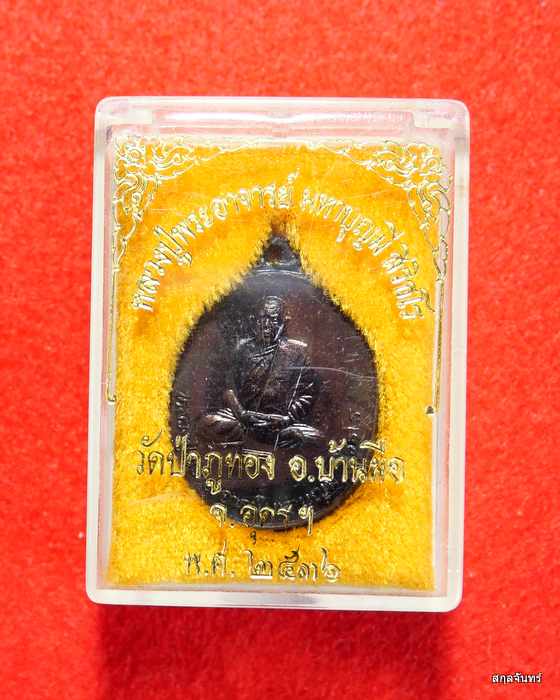 หลวงปู่พระอาจารย์ มหาบุญมี สิริธโร
วัดป่าภูทอง อ.บ้านผือ
จ.อุดรฯ
พ.ศ. ๒๕๓๖
สกุลจันทร์